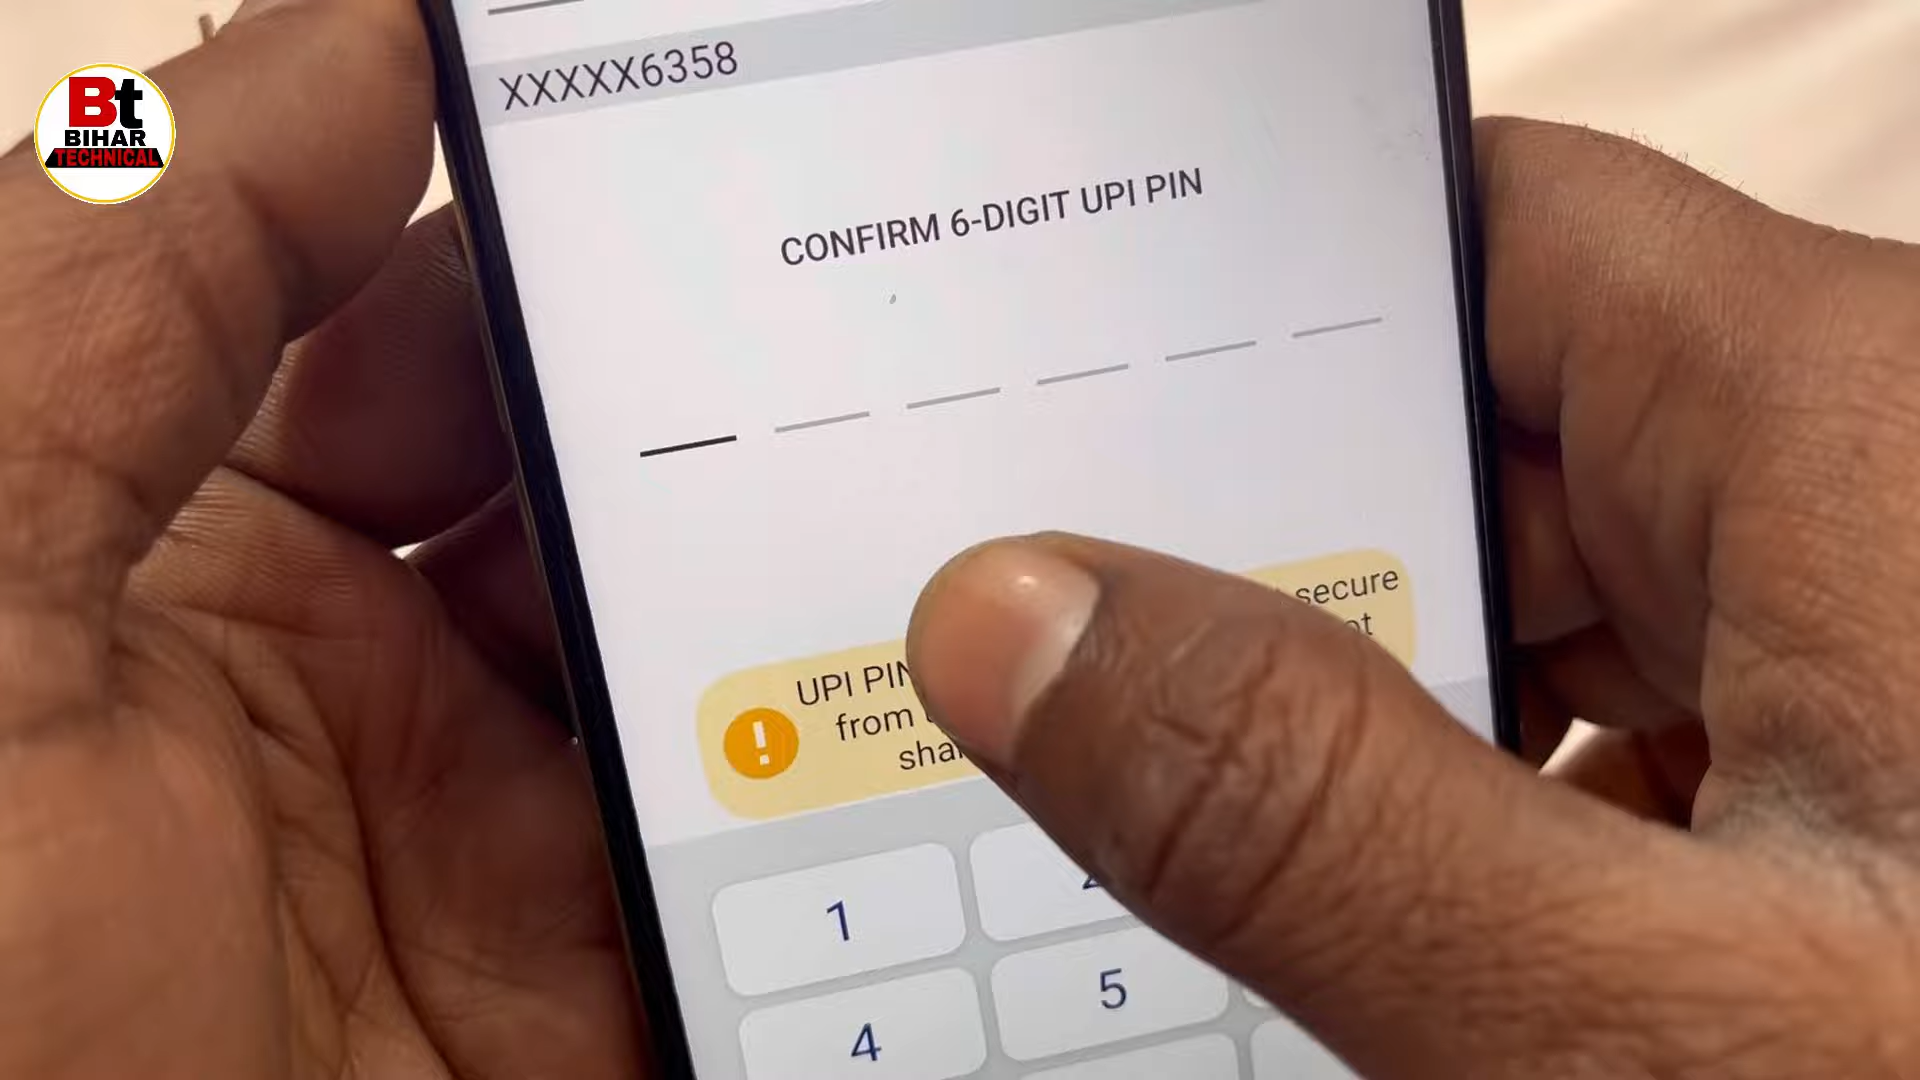 Bt
BIHAR
TECHNICAL
XXXXX6358
CONFIRM 6-DIGIT UPI PIN
UPI PIN secure
from
1
4
5